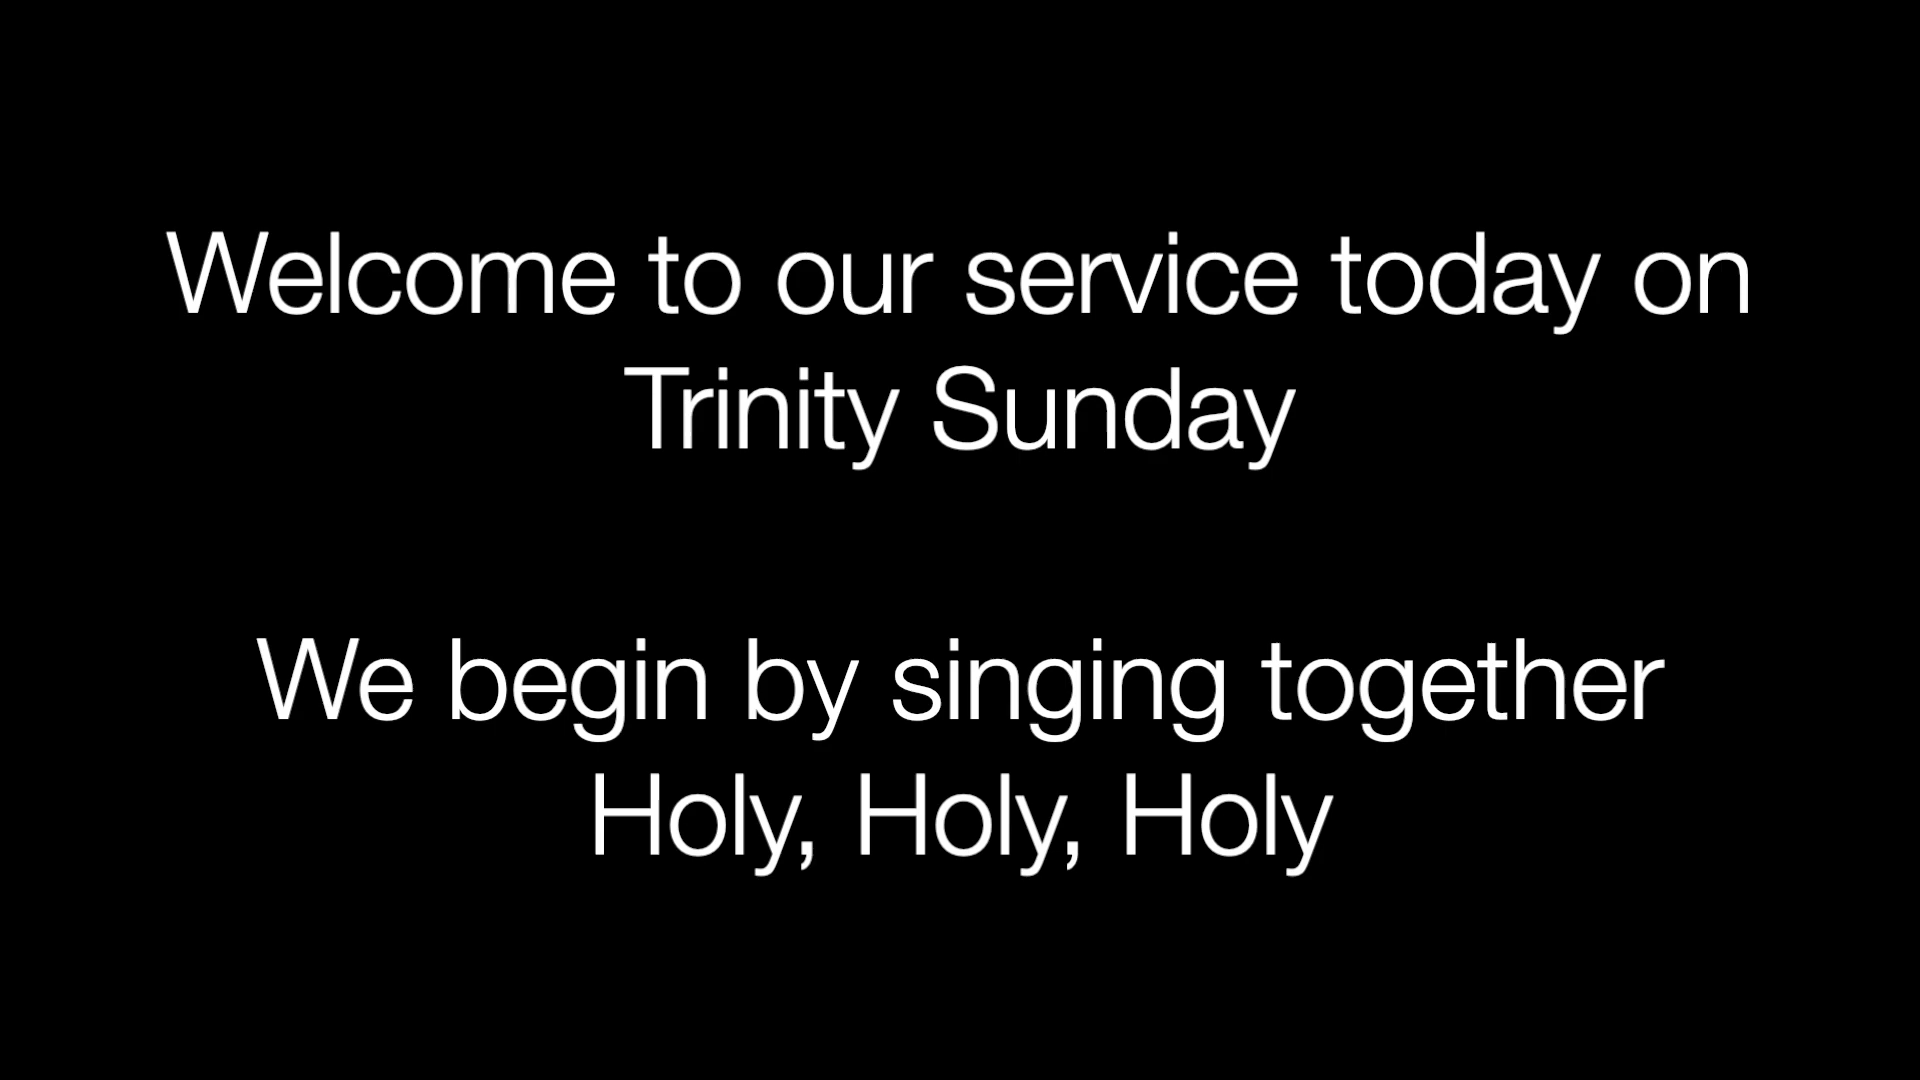 Welcome to our service today on
Trinity Sunday
We begin by singing together
Holy, Holy, Holy